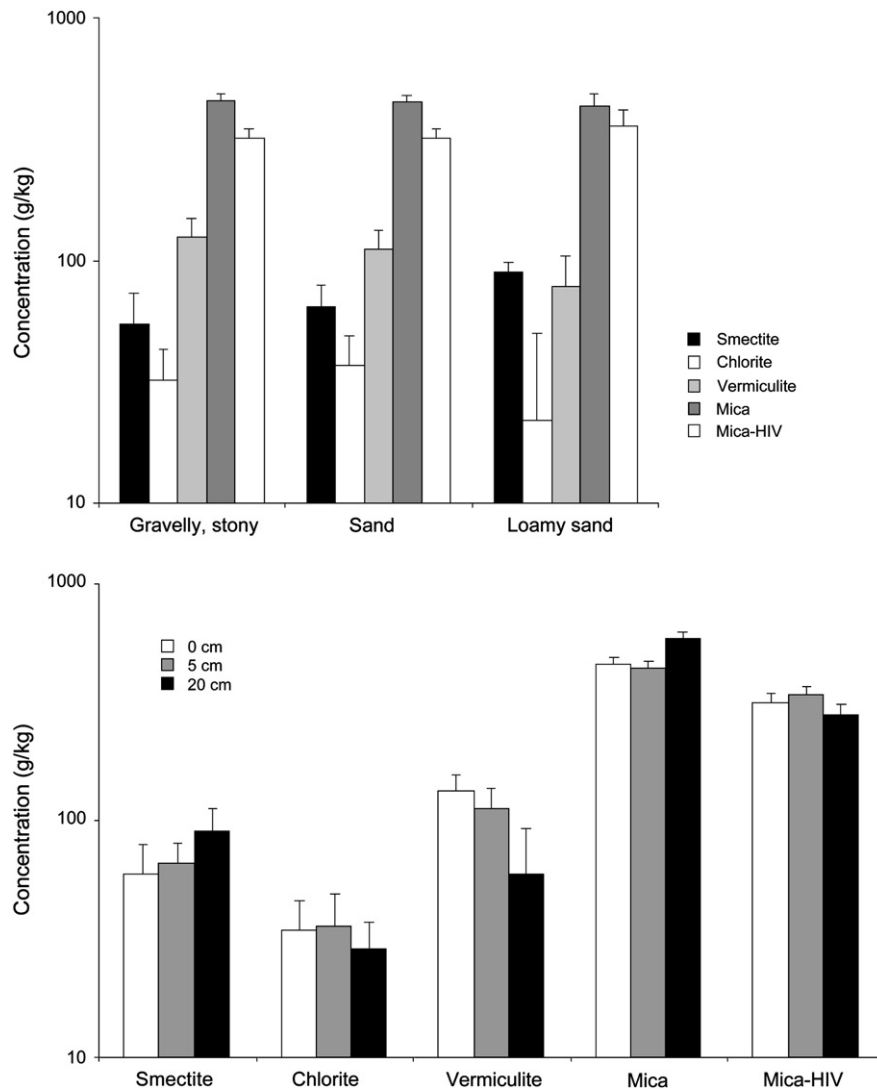 1000
100
10
Concentration (g/kg)
Gravelly, stony
Sand
Loamy sand
Smectite
Chlorite
Vermiculite
Mica
Mica-HIV
1000
100
10
Concentration (g/kg)
0 cm
5 cm
20 cm
Smectite
Chlorite
Vermiculite
Mica
Mica-HIV